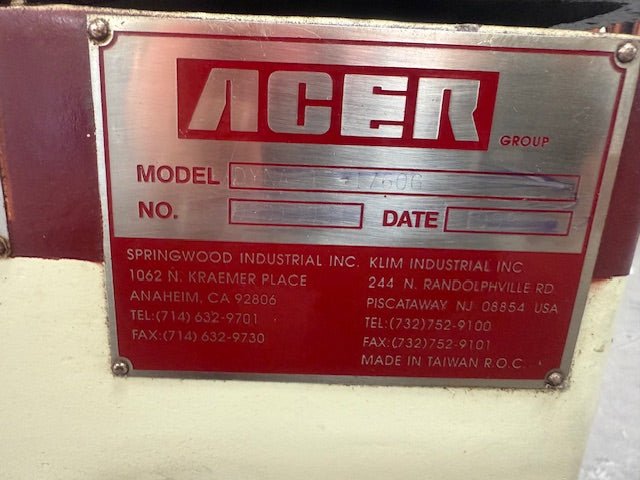 ACER
GROUP
MODEL 1760G
NO.
DATE
SPRINGWOOD INDUSTRIAL INC.
1062 N. KRAEMER PLACE
ANAHEIM, CA 92806
TEL:(714) 632-9701
FAX:(714) 632-9730
KLIM INDUSTRIAL INC
244 N. RANDOLPHVILLE RD.
PISCATAWAY NJ 08854 USA
TEL:(732)752-9100
FAX:(732)752-9101
MADE IN TAIWAN R.O.C.